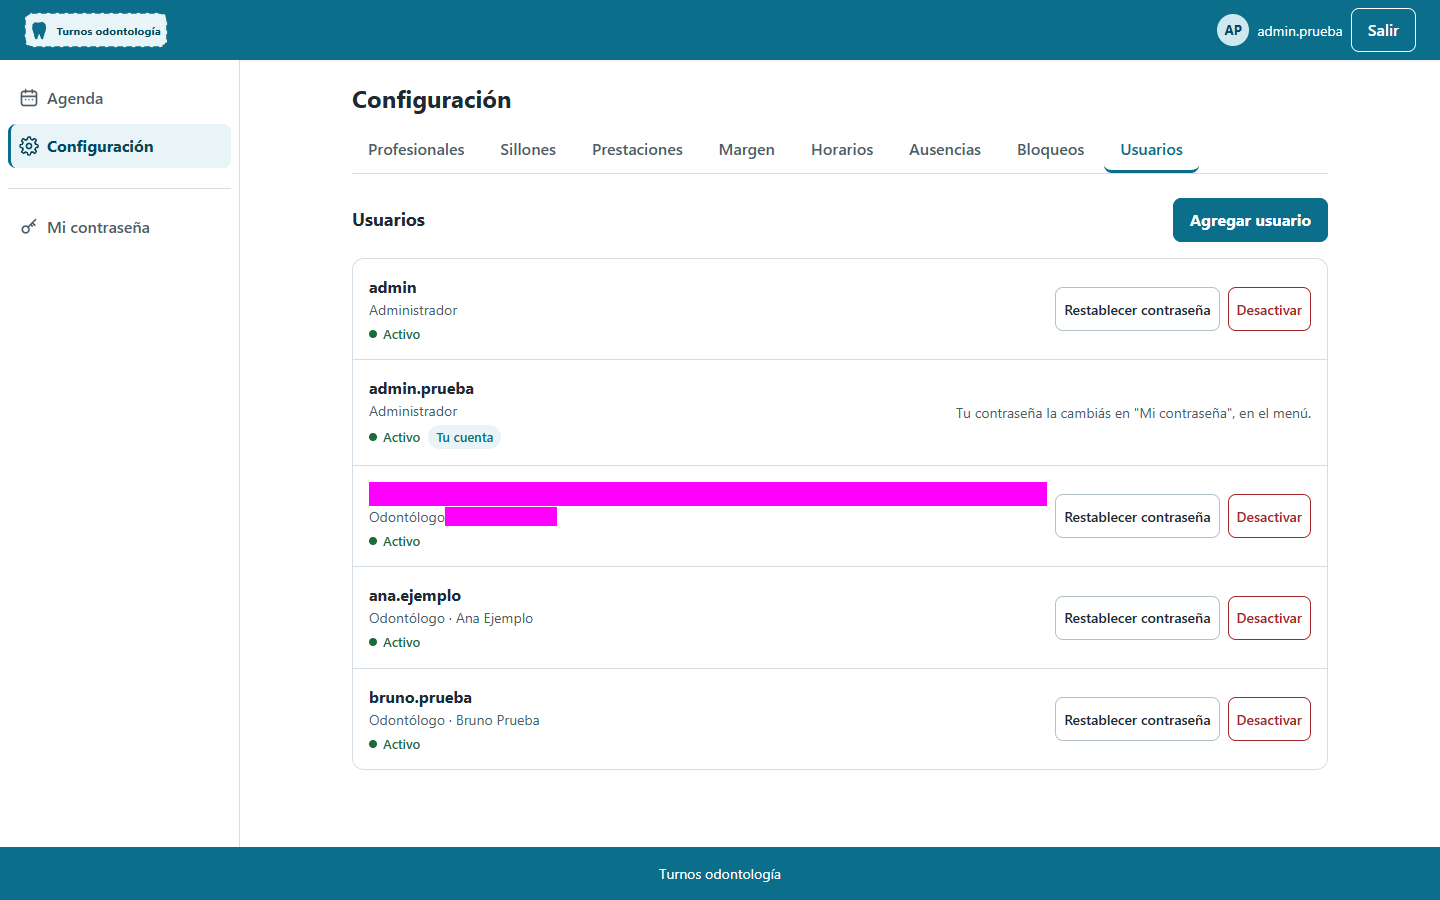 Turnos odontología
AP admin.prueba Salir
Agenda
Configuración
Mi contraseña
Configuración
Profesionales Sillones Prestaciones Margen Horarios Ausencias Bloqueos Usuarios
Usuarios Agregar usuario
admin
Administrador
Activo
Restablecer contraseña Desactivar
admin.prueba
Administrador
Activo Tu cuenta
Tu contraseña la cambiás en "Mi contraseña", en el menú.
Odontólogo
Activo
Restablecer contraseña Desactivar
ana.ejemplo
Odontólogo · Ana Ejemplo
Activo
Restablecer contraseña Desactivar
bruno.prueba
Odontólogo · Bruno Prueba
Activo
Restablecer contraseña Desactivar
Turnos odontología